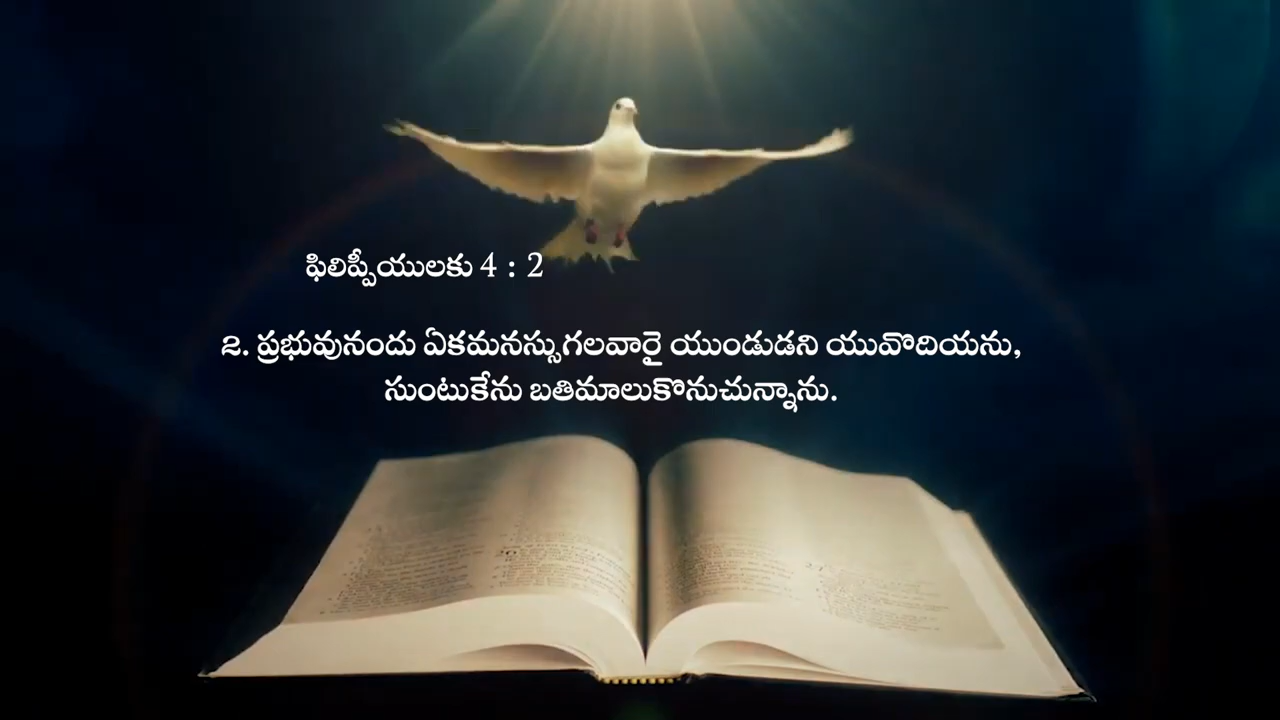 ఫిలిప్పీయులకు 4 : 2
౨. ప్రభువునందు ఏకమనస్సుగలవారై యుండుడని యువొదియను,
సుంటుకేను బతిమాలుకొనుచున్నాను.